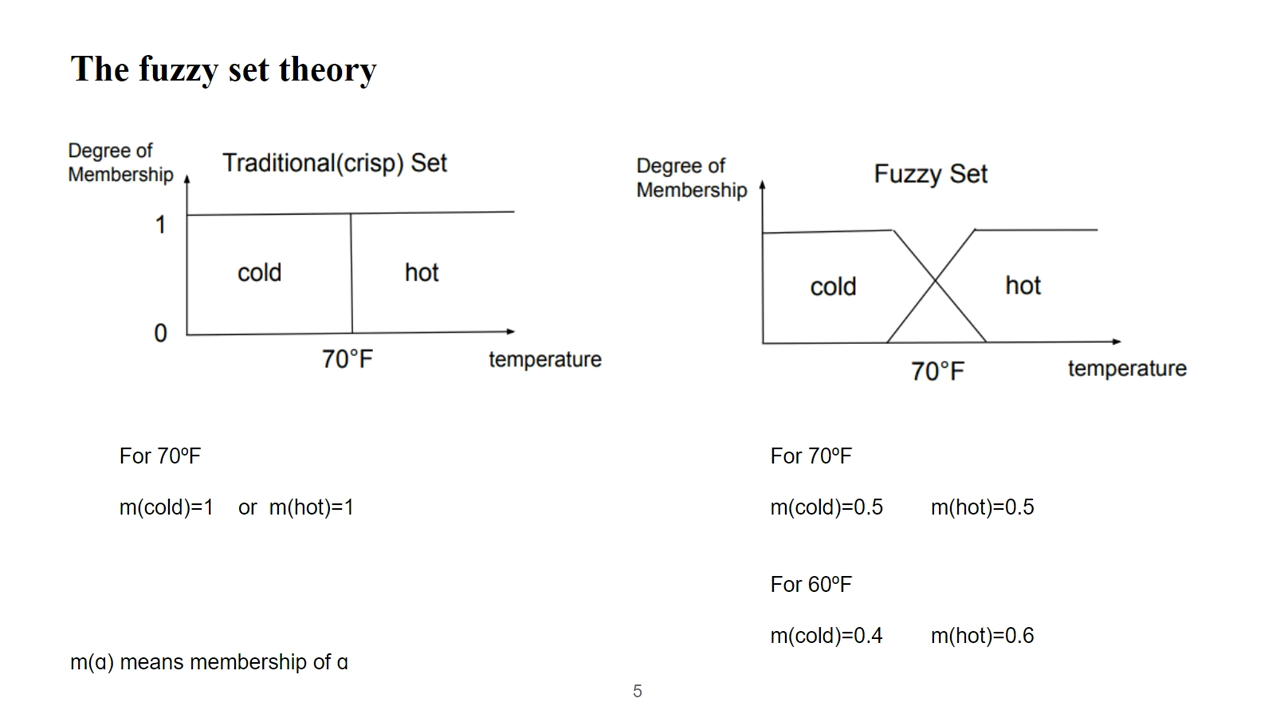 The fuzzy set theory
Degree of
Membership
Traditional(crisp) Set
1
cold
hot
0
70°F
temperature
Degree of
Membership
Fuzzy Set
cold
hot
70°F
temperature
For 70ºF
m(cold)=1 or m(hot)=1
For 70ºF
m(cold)=0.5 m(hot)=0.5
For 60ºF
m(cold)=0.4 m(hot)=0.6
m(ɑ) means membership of ɑ
5